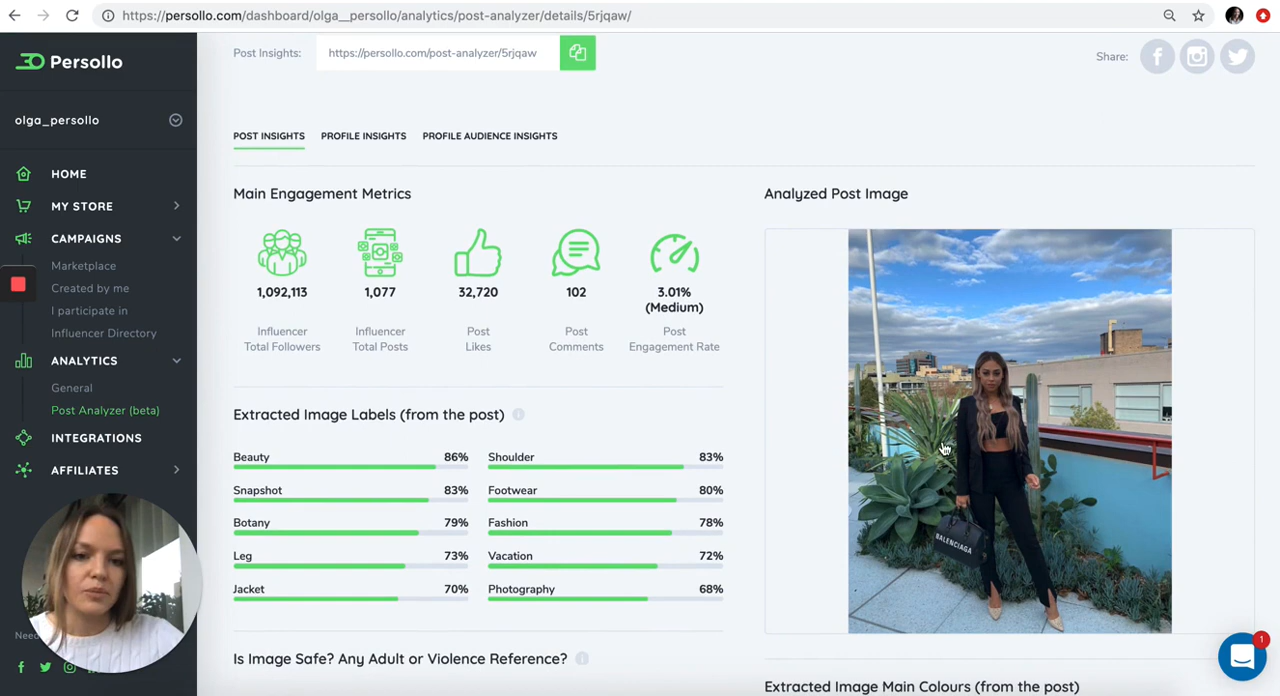 https://persollo.com/dashboard/olga__persollo/analytics/post-analyzer/details/5rjqaw/
Persollo
olga_persollo
HOME
MY STORE
CAMPAIGNS
Marketplace
Created by me
I participate in
Influencer Directory
ANALYTICS
General
Post Analyzer (beta)
INTEGRATIONS
AFFILIATES
Need
Post Insights:
https://persollo.com/post-analyzer/5rjqaw
Share:
POST INSIGHTS PROFILE INSIGHTS PROFILE AUDIENCE INSIGHTS
Main Engagement Metrics
1,092,113 1,077 32,720 102 3.01%
(Medium)
Influencer Influencer Post Post Post
Total Followers Total Posts Likes Comments Engagement Rate
Extracted Image Labels (from the post)
Beauty 86% Shoulder 83%
Snapshot 83% Footwear 80%
Botany 79% Fashion 78%
Leg 73% Vacation 72%
Jacket 70% Photography 68%
Is Image Safe? Any Adult or Violence Reference?
Analyzed Post Image
BALENCIAGA
Extracted Image Main Colours (from the post)
1